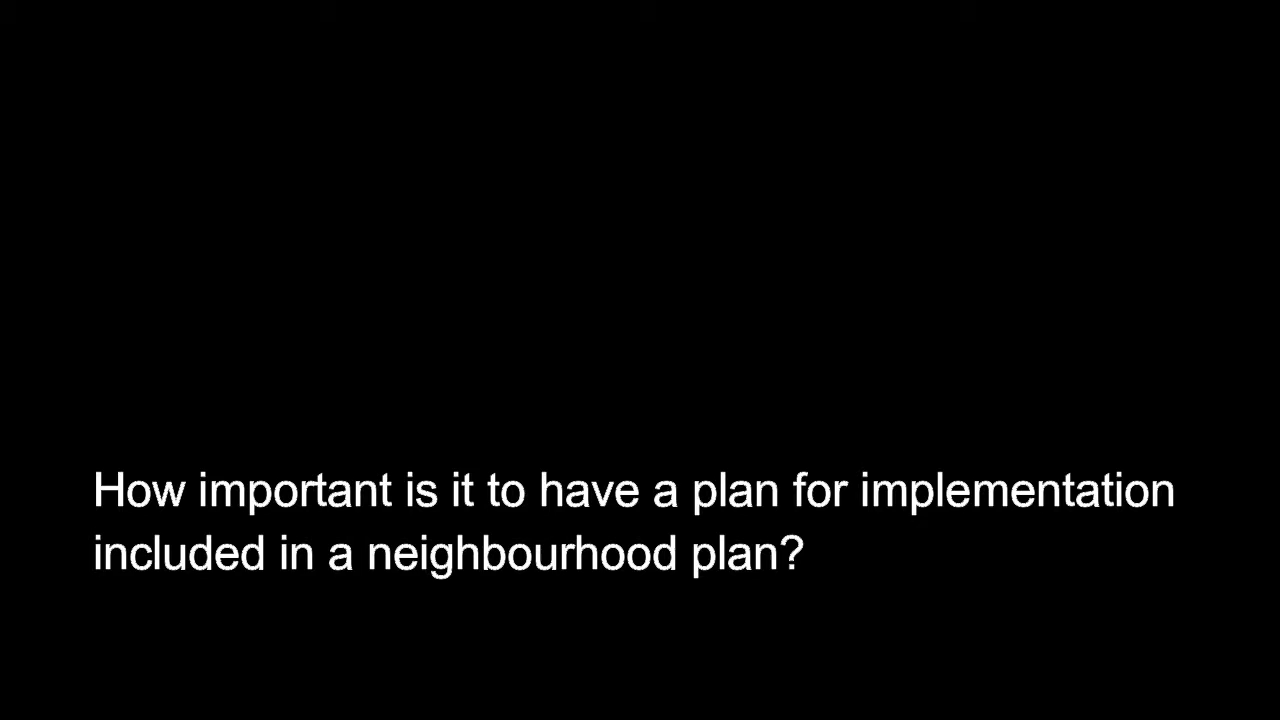 How important is it to have a plan for implementation
included in a neighbourhood plan?